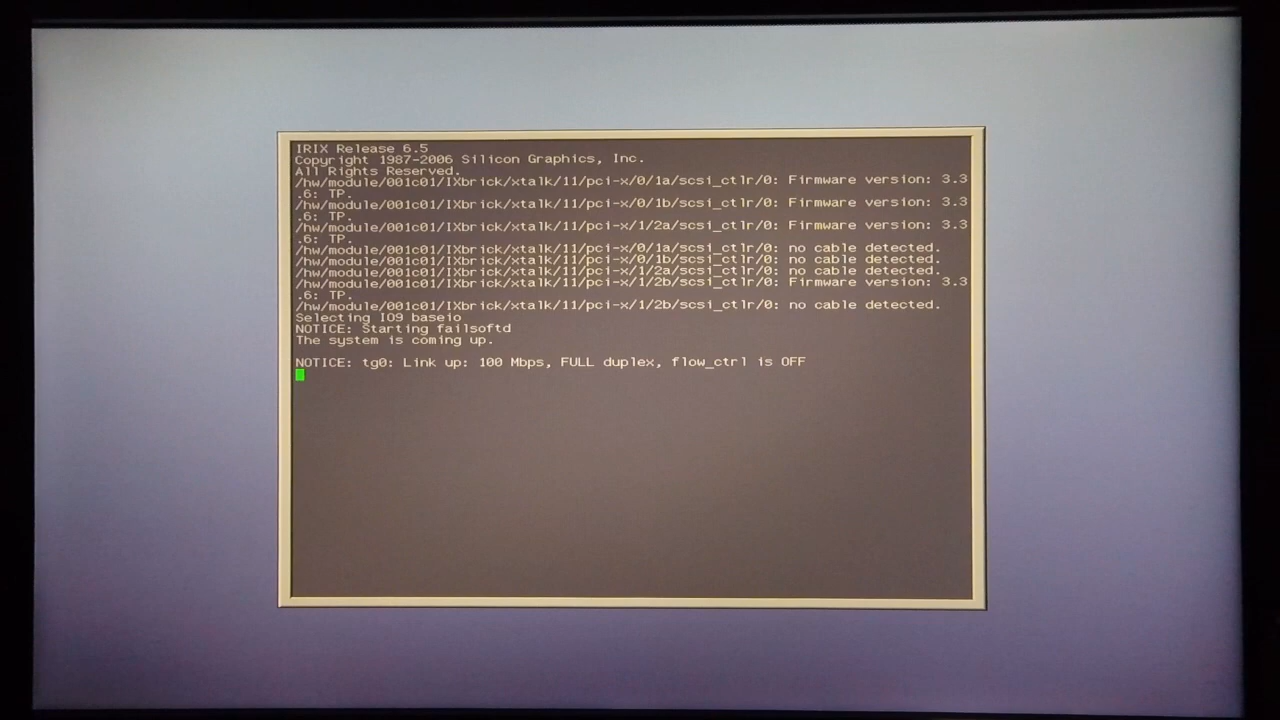 IRIX Release 6.5
Copyright 1987-2006 Silicon Graphics, Inc.
All Rights Reserved.
/hw/module/001c01/IXbrick/xtalk/11/pci-x/0/1a/scsi_ctlr/0: Firmware version: 3.3
.6: TP.
/hw/module/001c01/IXbrick/xtalk/11/pci-x/0/1b/scsi_ctlr/0: Firmware version: 3.3
.6: TP.
/hw/module/001c01/IXbrick/xtalk/11/pci-x/1/2a/scsi_ctlr/0: Firmware version: 3.3
.6: TP.
/hw/module/001c01/IXbrick/xtalk/11/pci-x/0/1a/scsi_ctlr/0: no cable detected.
/hw/module/001c01/IXbrick/xtalk/11/pci-x/0/1b/scsi_ctlr/0: no cable detected.
/hw/module/001c01/IXbrick/xtalk/11/pci-x/1/2a/scsi_ctlr/0: no cable detected.
/hw/module/001c01/IXbrick/xtalk/11/pci-x/1/2b/scsi_ctlr/0: Firmware version: 3.3
.6: TP.
/hw/module/001c01/IXbrick/xtalk/11/pci-x/1/2b/scsi_ctlr/0: no cable detected.
Selecting IO9 baseio
NOTICE: Starting failsoftd
The system is coming up.
NOTICE: tg0: Link up: 100 Mbps, FULL duplex, flow_ctrl is OFF